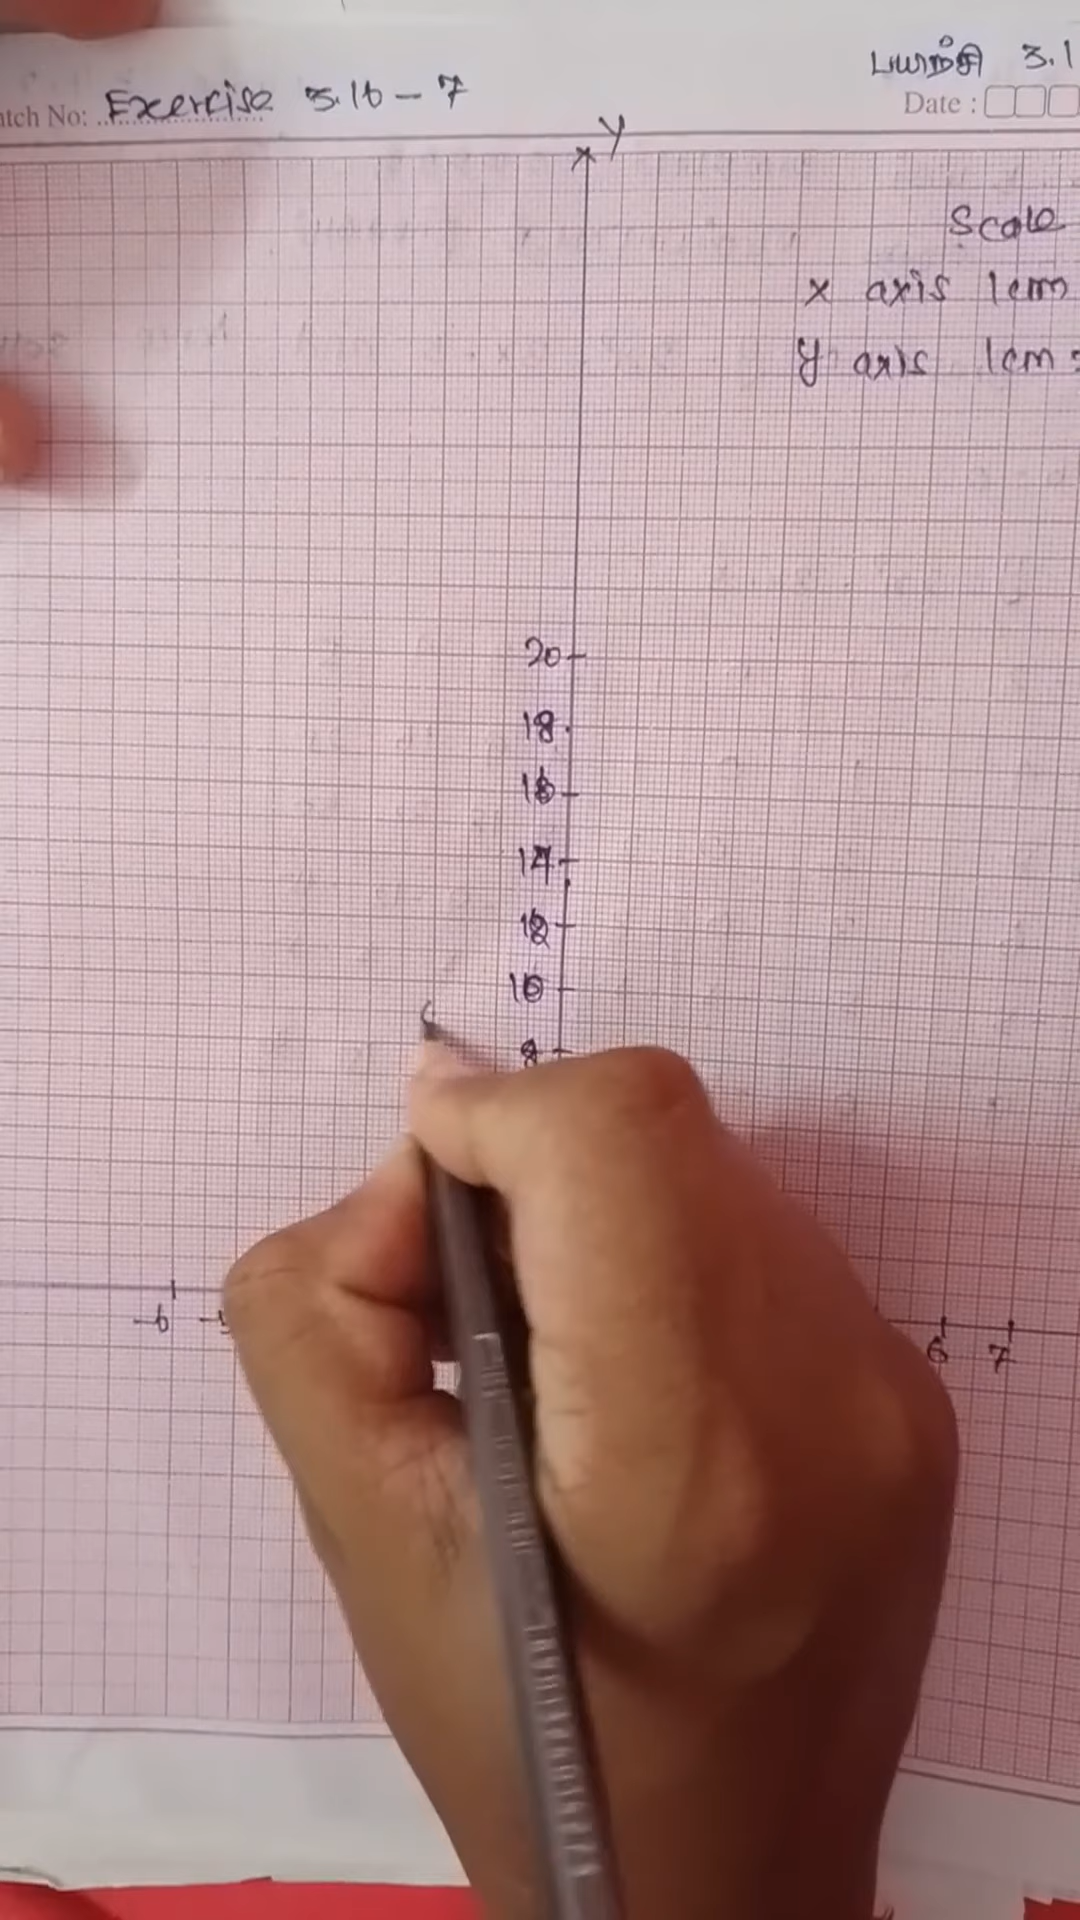 பயிற்சி 3.1
atch No: Exercise 3.16 - 7
Date :
Y
Scale
x axis 1cm
y axis 1cm =
20
18
16
14
12
10
8
-6
6 7